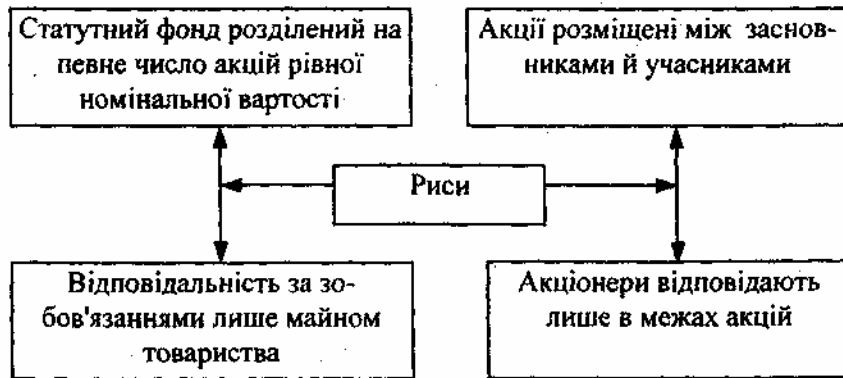 Статутний фонд розділений на
певне число акцій рівної
номінальної вартості
Акції розміщені між заснов-
никами й учасниками
Риси
Відповідальність за зо-
бов'язаннями лише майном
товариства
Акціонери відповідають
лише в межах акцій